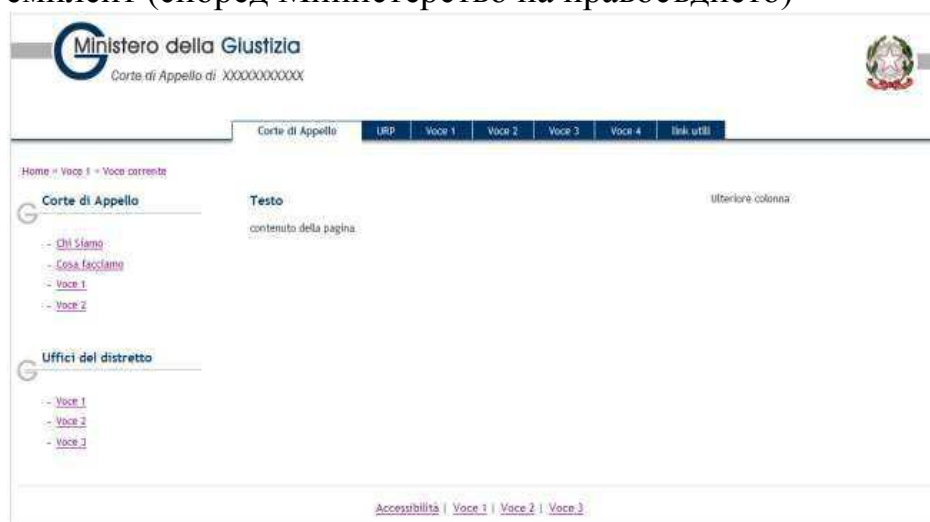 емплейт (според Министерство на правосъдието)
Ministero della Giustizia
Corte di Appello di XXXXXXXXXXX
Corte di Appello URP Voce 1 Voce 2 Voce 3 Voce 4 link utili
Home » Voce 1 » Voce corrente
Corte di Appello
- Chi Siamo
- Cosa facciamo
- Voce 1
- Voce 2
Testo
contenuto della pagina
Ulteriore colonna
Uffici del distretto
- Voce 1
- Voce 2
- Voce 3
Accessibilità | Voce 1 | Voce 2 | Voce 3